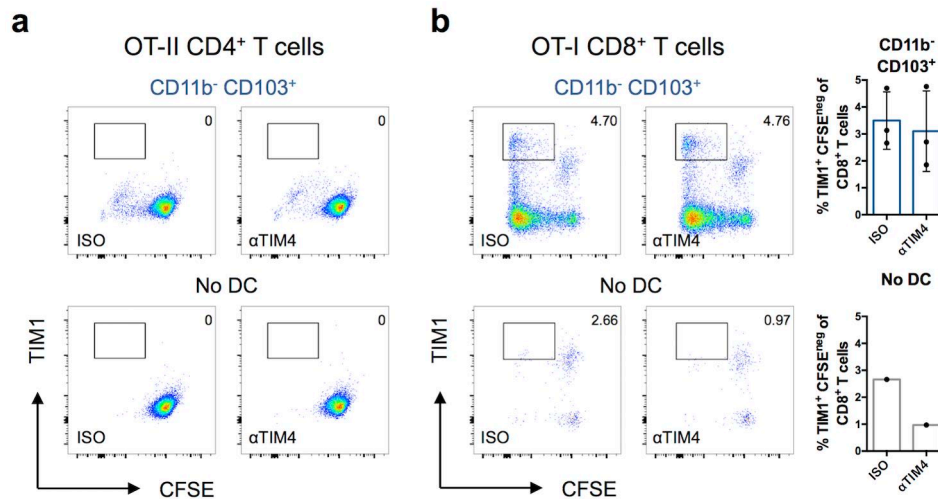 a
OT-II CD4⁺ T cells
CD11b⁻ CD103⁺
0
0
ISO
αTIM4
No DC
0
0
ISO
αTIM4
TIM1
CFSE
b
OT-I CD8⁺ T cells
CD11b⁻ CD103⁺
4.70
4.76
ISO
αTIM4
No DC
2.66
0.97
ISO
αTIM4
TIM1
CFSE
CD11b⁻
CD103⁺
% TIM1⁺ CFSEⁿᵉᵍ of
CD8⁺ T cells
5
4
3
2
1
0
ISO
αTIM4
No DC
% TIM1⁺ CFSEⁿᵉᵍ of
CD8⁺ T cells
5
4
3
2
1
0
ISO
αTIM4